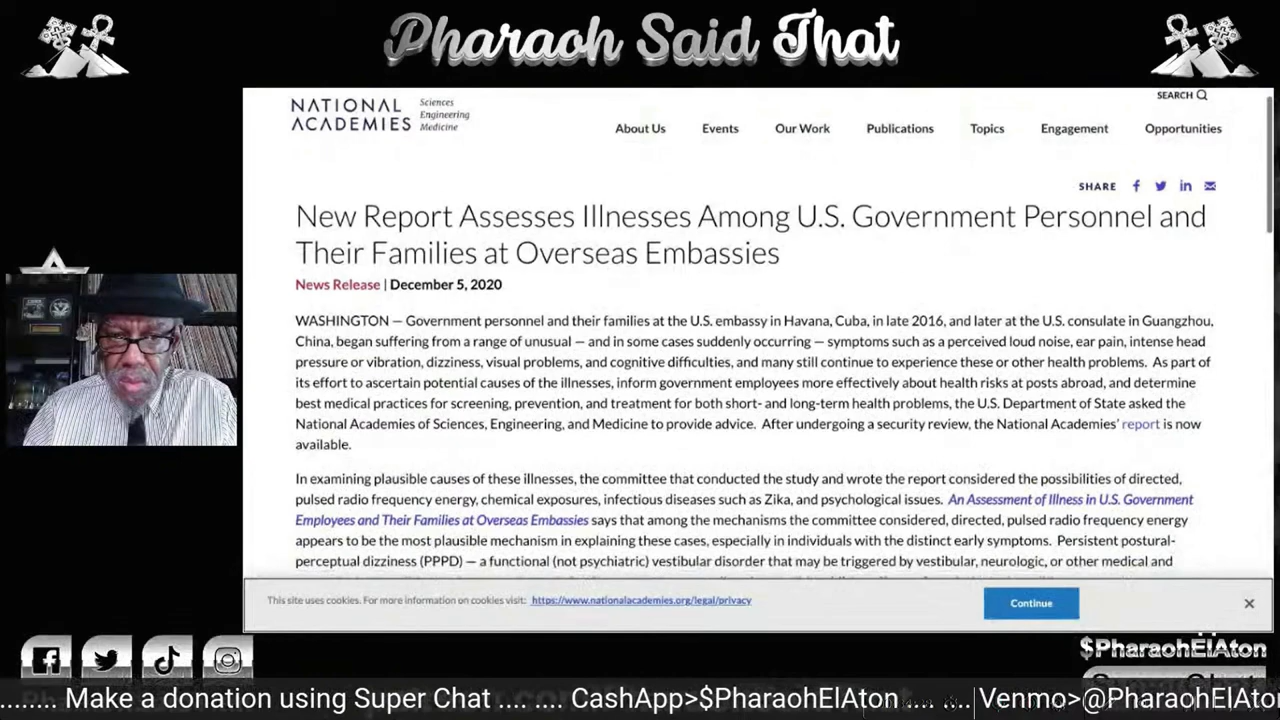 Pharaoh Said That
NATIONAL
ACADEMIES
Sciences
Engineering
Medicine
SEARCH
About Us Events Our Work Publications Topics Engagement Opportunities
SHARE
New Report Assesses Illnesses Among U.S. Government Personnel and
Their Families at Overseas Embassies
News Release | December 5, 2020
WASHINGTON — Government personnel and their families at the U.S. embassy in Havana, Cuba, in late 2016, and later at the U.S. consulate in Guangzhou,
China, began suffering from a range of unusual — and in some cases suddenly occurring — symptoms such as a perceived loud noise, ear pain, intense head
pressure or vibration, dizziness, visual problems, and cognitive difficulties, and many still continue to experience these or other health problems. As part of
its effort to ascertain potential causes of the illnesses, inform government employees more effectively about health risks at posts abroad, and determine
best medical practices for screening, prevention, and treatment for both short- and long-term health problems, the U.S. Department of State asked the
National Academies of Sciences, Engineering, and Medicine to provide advice. After undergoing a security review, the National Academies' report is now
available.
In examining plausible causes of these illnesses, the committee that conducted the study and wrote the report considered the possibilities of directed,
pulsed radio frequency energy, chemical exposures, infectious diseases such as Zika, and psychological issues. An Assessment of Illness in U.S. Government
Employees and Their Families at Overseas Embassies says that among the mechanisms the committee considered, directed, pulsed radio frequency energy
appears to be the most plausible mechanism in explaining these cases, especially in individuals with the distinct early symptoms. Persistent postural-
perceptual dizziness (PPPD) — a functional (not psychiatric) vestibular disorder that may be triggered by vestibular, neurologic, or other medical and
This site uses cookies. For more information on cookies visit: https://www.nationalacademies.org/legal/privacy
Continue
$PharaohElAton
........ Make a donation using Super Chat .... .... CashApp>$PharaohElAton .... .... Venmo>@PharaohElAto